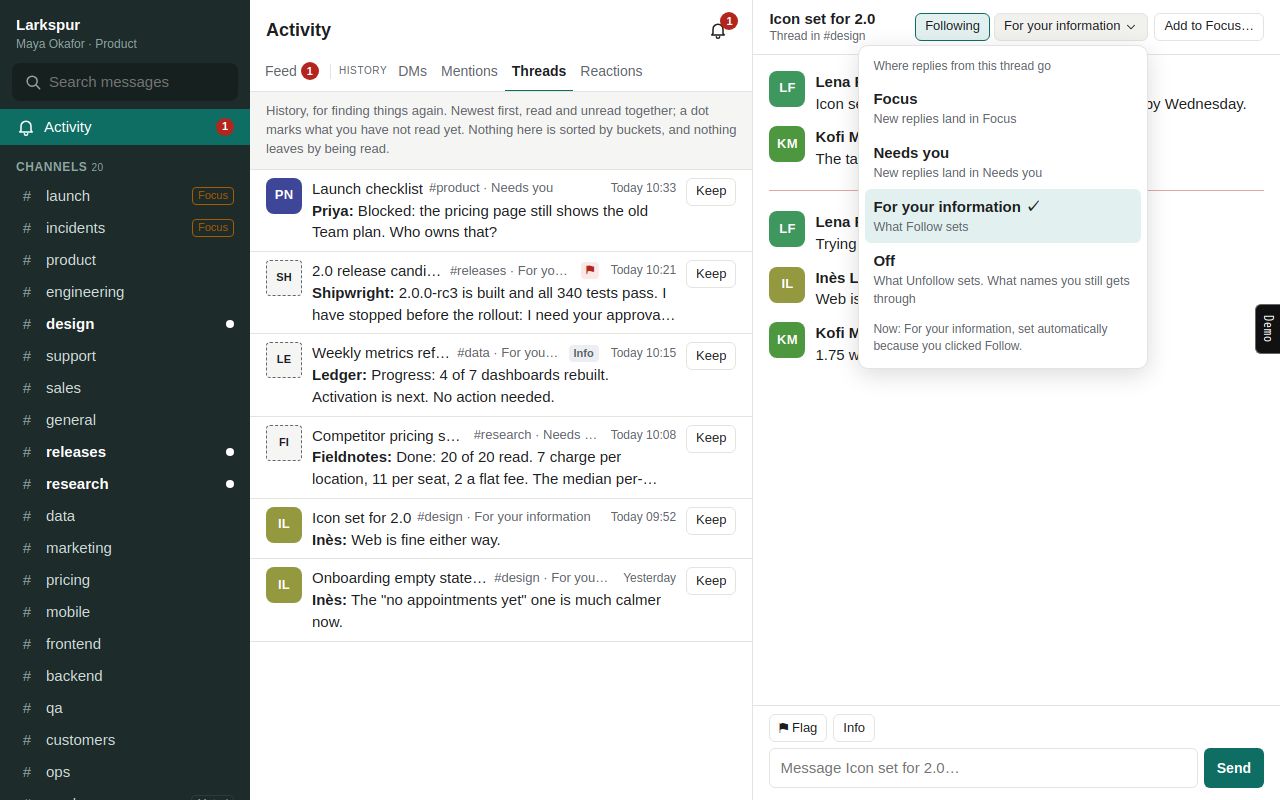 Larkspur
Maya Okafor · Product
Search messages
Activity 1
CHANNELS 20
# launch Focus
# incidents Focus
# product
# engineering
# design
# support
# sales
# general
# releases
# research
# data
# marketing
# pricing
# mobile
# frontend
# backend
# qa
# customers
# ops
Activity
1
Feed 1 HISTORY DMs Mentions Threads Reactions
History, for finding things again. Newest first, read and unread together; a dot
marks what you have not read yet. Nothing here is sorted by buckets, and nothing
leaves by being read.
PN
Launch checklist #product · Needs you Today 10:33 Keep
Priya: Blocked: the pricing page still shows the old
Team plan. Who owns that?
SH
2.0 release candi… #releases · For yo… Today 10:21 Keep
Shipwright: 2.0.0-rc3 is built and all 340 tests pass. I
have stopped before the rollout: I need your approva…
LE
Weekly metrics ref… #data · For you… Info Today 10:15 Keep
Ledger: Progress: 4 of 7 dashboards rebuilt.
Activation is next. No action needed.
FI
Competitor pricing s… #research · Needs … Today 10:08 Keep
Fieldnotes: Done: 20 of 20 read. 7 charge per
location, 11 per seat, 2 a flat fee. The median per-…
IL
Icon set for 2.0 #design · For your information Today 09:52 Keep
Inès: Web is fine either way.
IL
Onboarding empty state… #design · For you… Yesterday Keep
Inès: The "no appointments yet" one is much calmer
now.
Icon set for 2.0
Thread in #design
Following For your information Add to Focus…
Where replies from this thread go
Focus
New replies land in Focus
Needs you
New replies land in Needs you
For your information ✓
What Follow sets
Off
What Unfollow sets. What names you still gets
through
Now: For your information, set automatically
because you clicked Follow.
LF
Lena
Icon by Wednesday.
KM
Kofi
The
LF
Lena
Trying
IL
Inès
Web
KM
Kofi
1.75
Demo
Flag Info
Message Icon set for 2.0…
Send